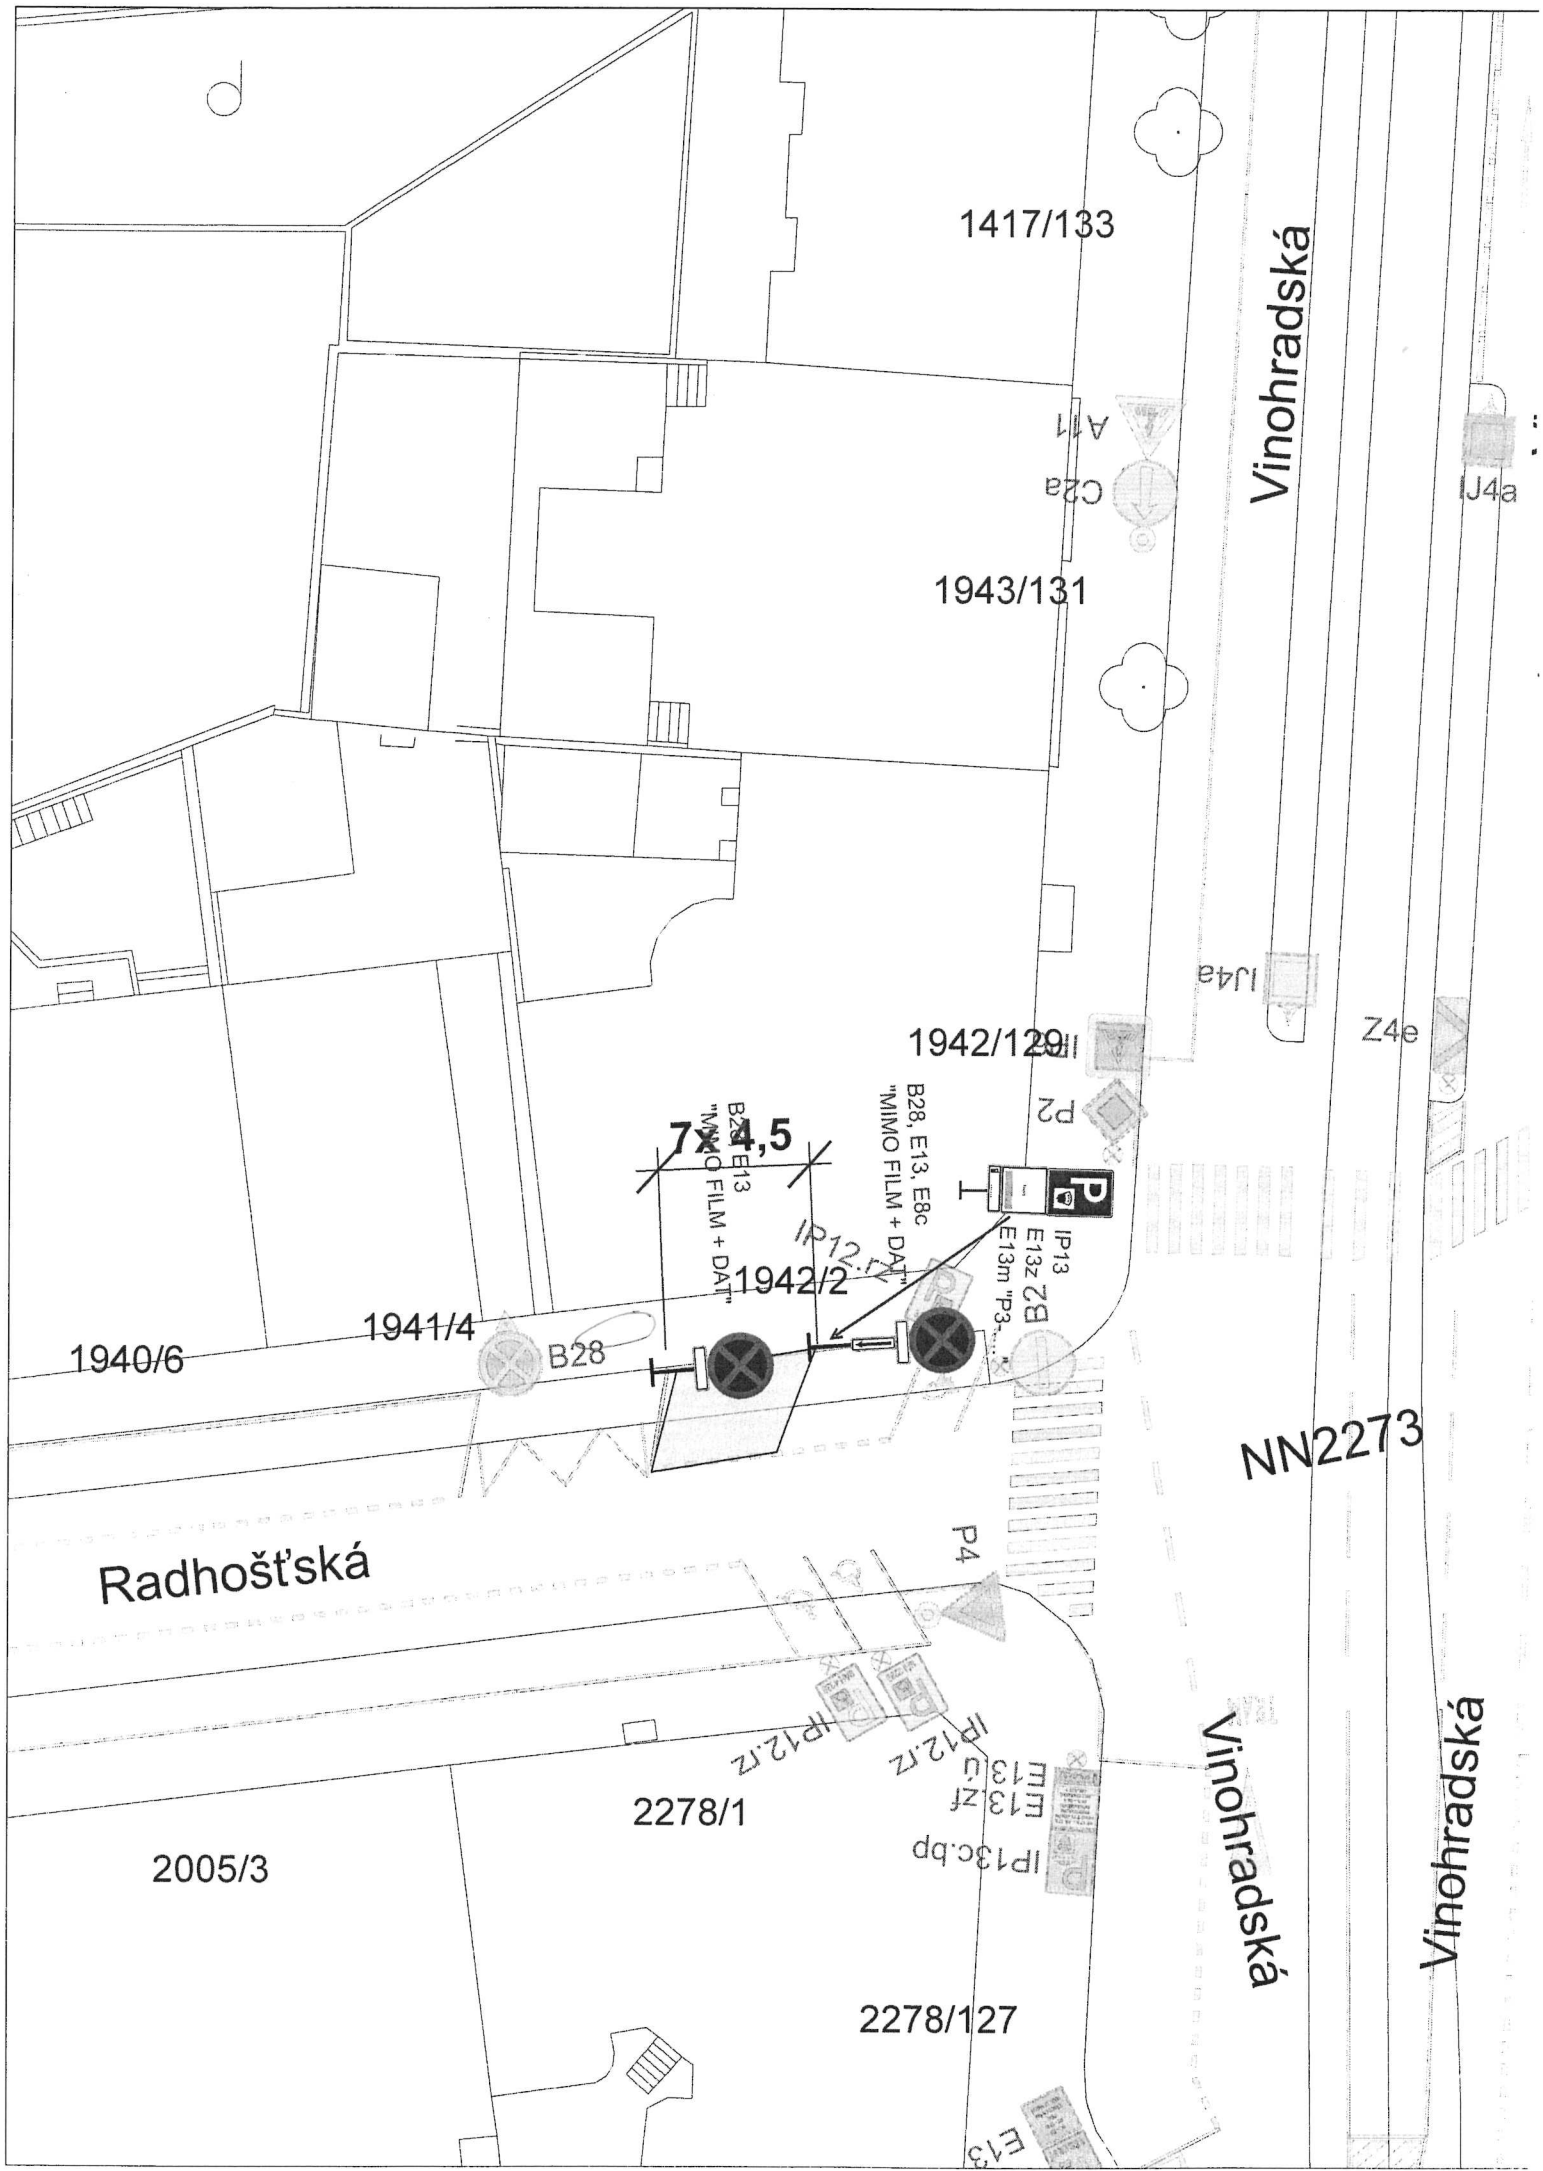 1417/133
Vinohradská
A11
C2a
IJ4a
1943/131
IJ4a
Z4e
1942/129
P2
B28, E13, E8c
"MIMO FILM + DAT"
7x 4,5
B28, E13
"MIMO FILM + DAT"
P
IP13
E13z
E13m "P3-....."
B2
1942/2
1941/4
B28
1940/6
NN2273
P4
Radhošťská
IP12.rz
IP12.rz
Vinohradská
Vinohradská
E13.ú
E13.zf
IP13c.bp
2278/1
2005/3
2278/127
E13